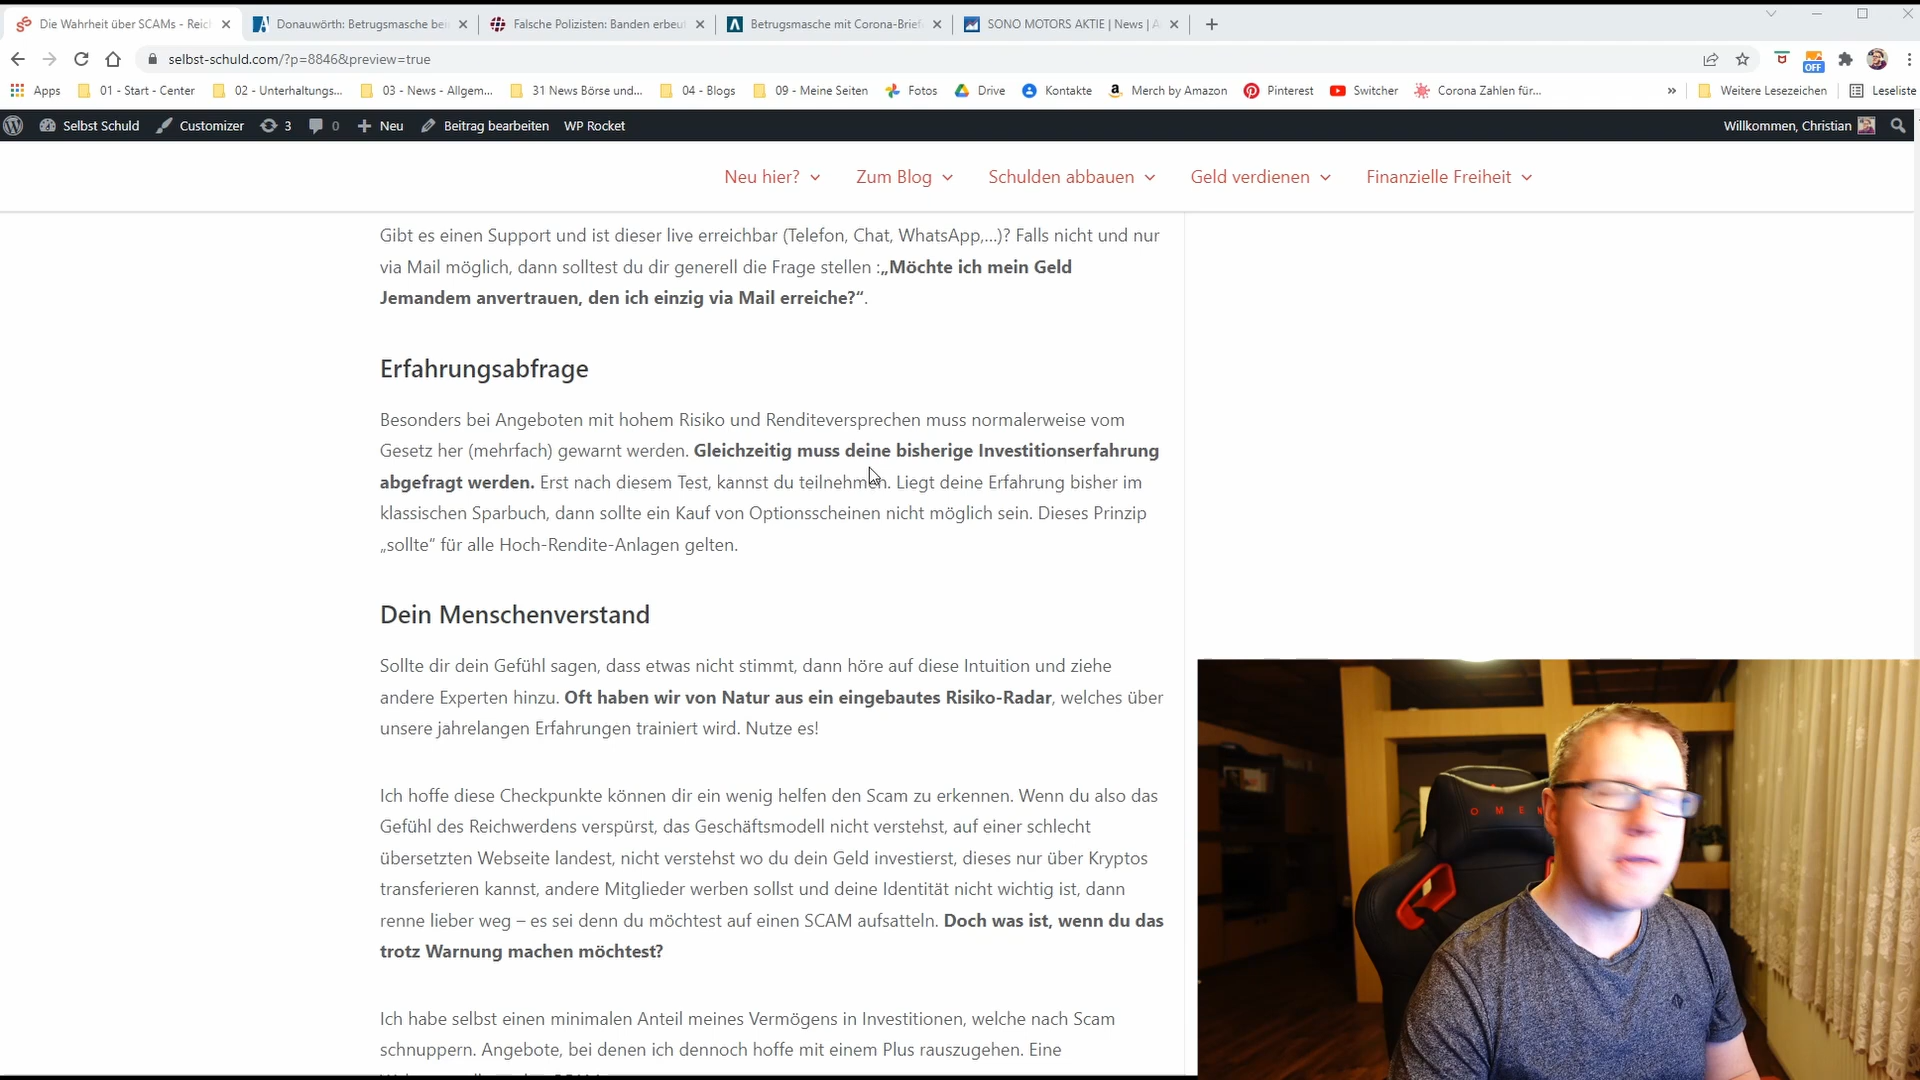 Die Wahrheit über SCAMs - Reich
Donauwörth: Betrugsmasche bei
Falsche Polizisten: Banden erbeut
Betrugsmasche mit Corona-Brief
SONO MOTORS AKTIE | News | A
selbst-schuld.com/?p=8846&preview=true
OFF
Apps 01 - Start - Center 02 - Unterhaltungs... 03 - News - Allgem... 31 News Börse und... 04 - Blogs 09 - Meine Seiten Fotos Drive Kontakte Merch by Amazon Pinterest Switcher Corona Zahlen für... » Weitere Lesezeichen Leseliste
Selbst Schuld Customizer 3 0 Neu Beitrag bearbeiten WP Rocket Willkommen, Christian
Neu hier? Zum Blog Schulden abbauen Geld verdienen Finanzielle Freiheit
Gibt es einen Support und ist dieser live erreichbar (Telefon, Chat, WhatsApp,...)? Falls nicht und nur
via Mail möglich, dann solltest du dir generell die Frage stellen :„Möchte ich mein Geld
Jemandem anvertrauen, den ich einzig via Mail erreiche?“.
Erfahrungsabfrage
Besonders bei Angeboten mit hohem Risiko und Renditeversprechen muss normalerweise vom
Gesetz her (mehrfach) gewarnt werden. Gleichzeitig muss deine bisherige Investitionserfahrung
abgefragt werden. Erst nach diesem Test, kannst du teilnehmen. Liegt deine Erfahrung bisher im
klassischen Sparbuch, dann sollte ein Kauf von Optionsscheinen nicht möglich sein. Dieses Prinzip
„sollte“ für alle Hoch-Rendite-Anlagen gelten.
Dein Menschenverstand
Sollte dir dein Gefühl sagen, dass etwas nicht stimmt, dann höre auf diese Intuition und ziehe
andere Experten hinzu. Oft haben wir von Natur aus ein eingebautes Risiko-Radar, welches über
unsere jahrelangen Erfahrungen trainiert wird. Nutze es!
Ich hoffe diese Checkpunkte können dir ein wenig helfen den Scam zu erkennen. Wenn du also das
Gefühl des Reichwerdens verspürst, das Geschäftsmodell nicht verstehst, auf einer schlecht
übersetzten Webseite landest, nicht verstehst wo du dein Geld investierst, dieses nur über Kryptos
transferieren kannst, andere Mitglieder werben sollst und deine Identität nicht wichtig ist, dann
renne lieber weg – es sei denn du möchtest auf einen SCAM aufsatteln. Doch was ist, wenn du das
trotz Warnung machen möchtest?
Ich habe selbst einen minimalen Anteil meines Vermögens in Investitionen, welche nach Scam
schnuppern. Angebote, bei denen ich dennoch hoffe mit einem Plus rauszugehen. Eine
OMEN